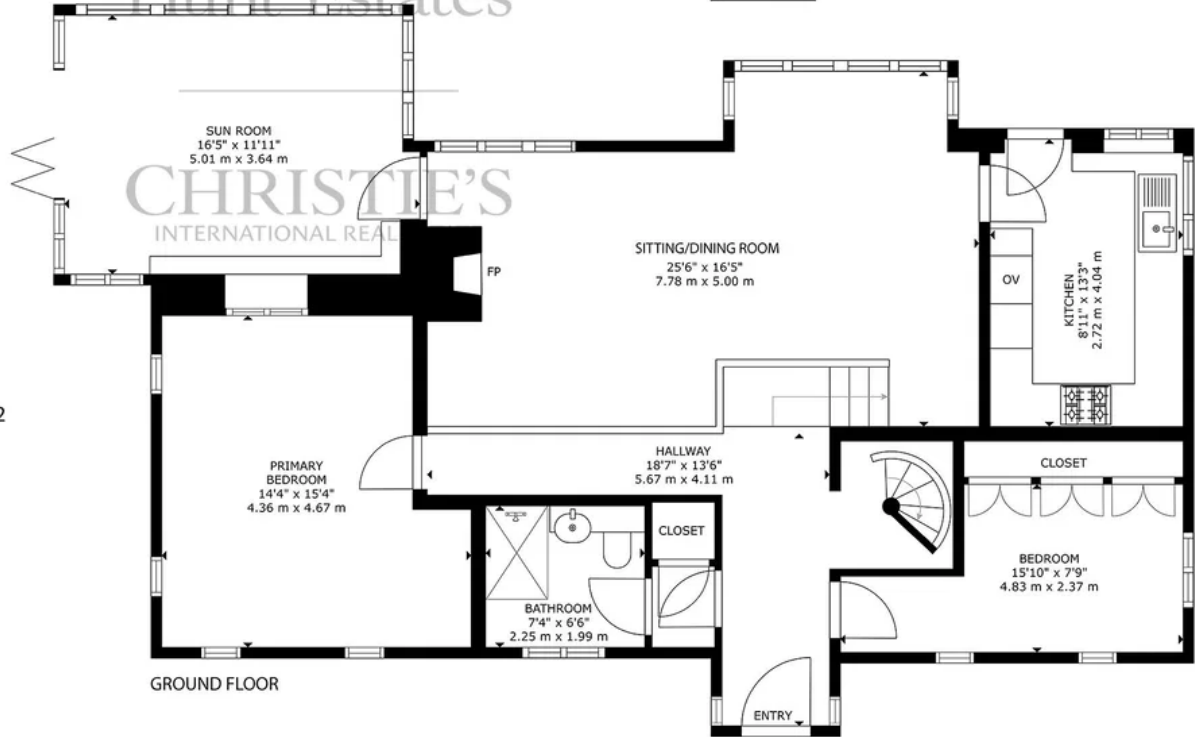 Hunt Estates
SUN ROOM
16'5" x 11'11"
5.01 m x 3.64 m
CHRISTIE'S
INTERNATIONAL REAL
SITTING/DINING ROOM
25'6" x 16'5"
7.78 m x 5.00 m
FP
OV
KITCHEN
8'11" x 13'3"
2.72 m x 4.04 m
2
PRIMARY
BEDROOM
14'4" x 15'4"
4.36 m x 4.67 m
HALLWAY
18'7" x 13'6"
5.67 m x 4.11 m
CLOSET
CLOSET
BEDROOM
15'10" x 7'9"
4.83 m x 2.37 m
BATHROOM
7'4" x 6'6"
2.25 m x 1.99 m
GROUND FLOOR
ENTRY